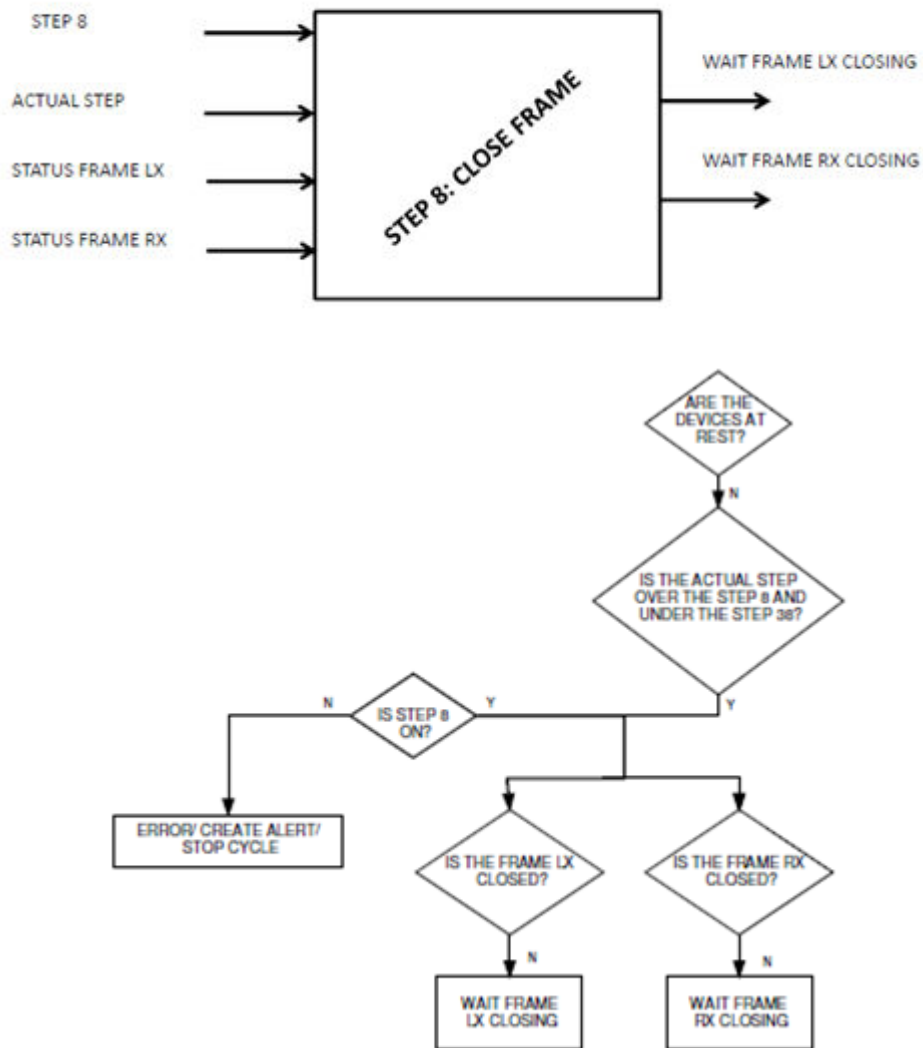 STEP 8
ACTUAL STEP
STATUS FRAME LX
STATUS FRAME RX
STEP 8: CLOSE FRAME
WAIT FRAME LX CLOSING
WAIT FRAME RX CLOSING
ARE THE
DEVICES AT
REST?
N
IS THE ACTUAL STEP
OVER THE STEP 8 AND
UNDER THE STEP 38?
Y
N
IS STEP 8
ON?
Y
ERROR/ CREATE ALERT/
STOP CYCLE
IS THE FRAME LX
CLOSED?
N
WAIT FRAME
LX CLOSING
IS THE FRAME RX
CLOSED?
N
WAIT FRAME
RX CLOSING